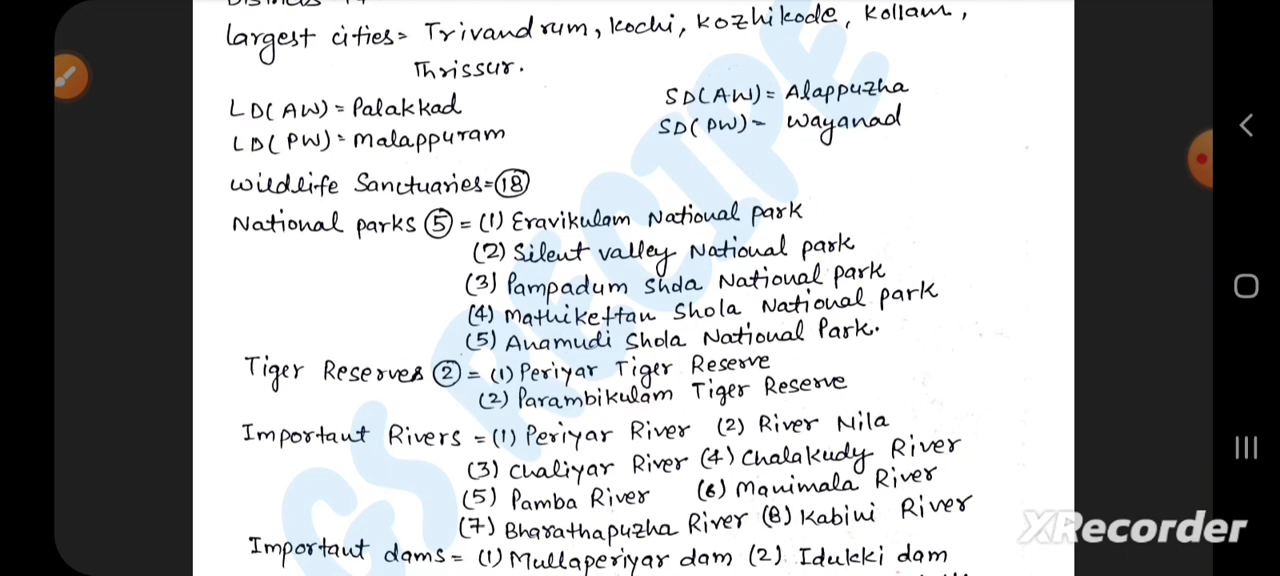 Districts 14
largest cities= Trivandrum, Kochi, Kozhikode, Kollam,
Thrissur.
LD(AW)= Palakkad SD(AW)= Alappuzha
LD(PW)= Malappuram SD(PW)- Wayanad
Wildlife Sanctuaries=18
National parks 5 = (1) Eravikulam National park
(2) Silent valley National park
(3) Pampadum Shola National park
(4) Mathikettan Shola National park
(5) Anamudi Shola National Park.
Tiger Reserves 2 = (1) Periyar Tiger Reserve
(2) Parambikulam Tiger Reserve
Important Rivers = (1) Periyar River (2) River Nila
(3) Chaliyar River (4) Chalakudy River
(5) Pamba River (6) Manimala River
(7) Bharathapuzha River (8) Kabini River
Important dams= (1) Mullaperiyar dam (2). Idukki dam
GS RECIPE
XRecorder